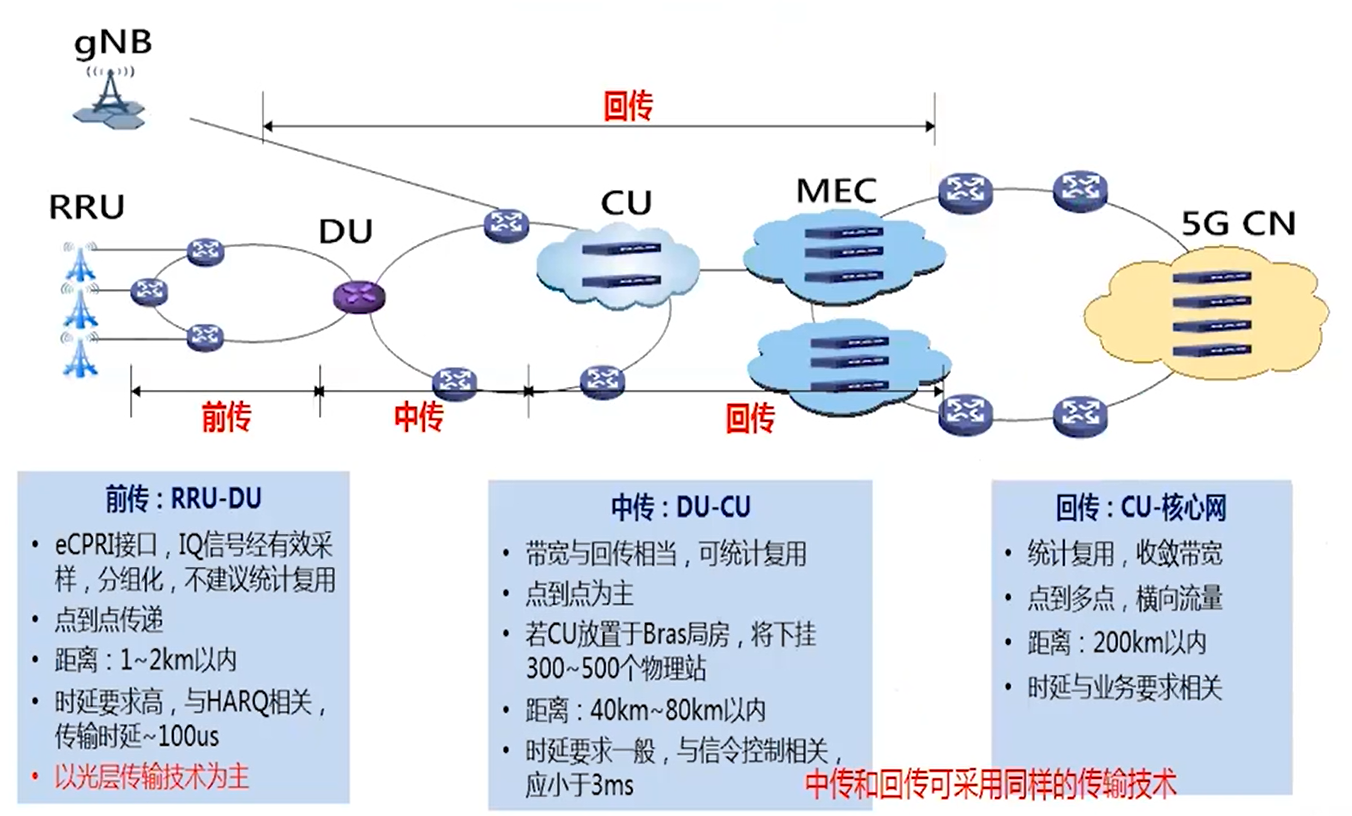 gNB
回传
RRU
DU
CU
MEC
5G CN
前传
中传
回传
前传：RRU-DU
• eCPRI接口，IQ信号经有效采
样，分组化，不建议统计复用
• 点到点传递
• 距离：1~2km以内
• 时延要求高，与HARQ相关，
传输时延~100us
• 以光层传输技术为主
中传：DU-CU
• 带宽与回传相当，可统计复用
• 点到点为主
• 若CU放置于Bras局房，将下挂
300~500个物理站
• 距离：40km~80km以内
• 时延要求一般，与信令控制相关，
应小于3ms
回传：CU-核心网
• 统计复用，收敛带宽
• 点到多点，横向流量
• 距离：200km以内
• 时延与业务要求相关
中传和回传可采用同样的传输技术